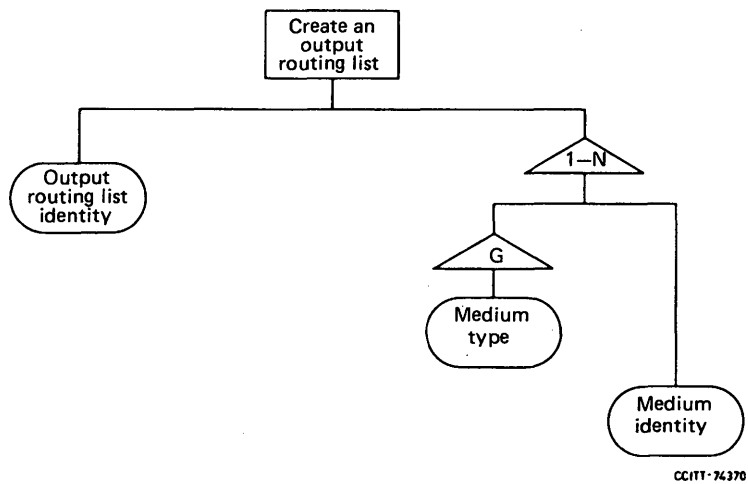 Create an
output
routing list
1–N
Output
routing list
identity
G
Medium
type
Medium
identity
CCITT-74370